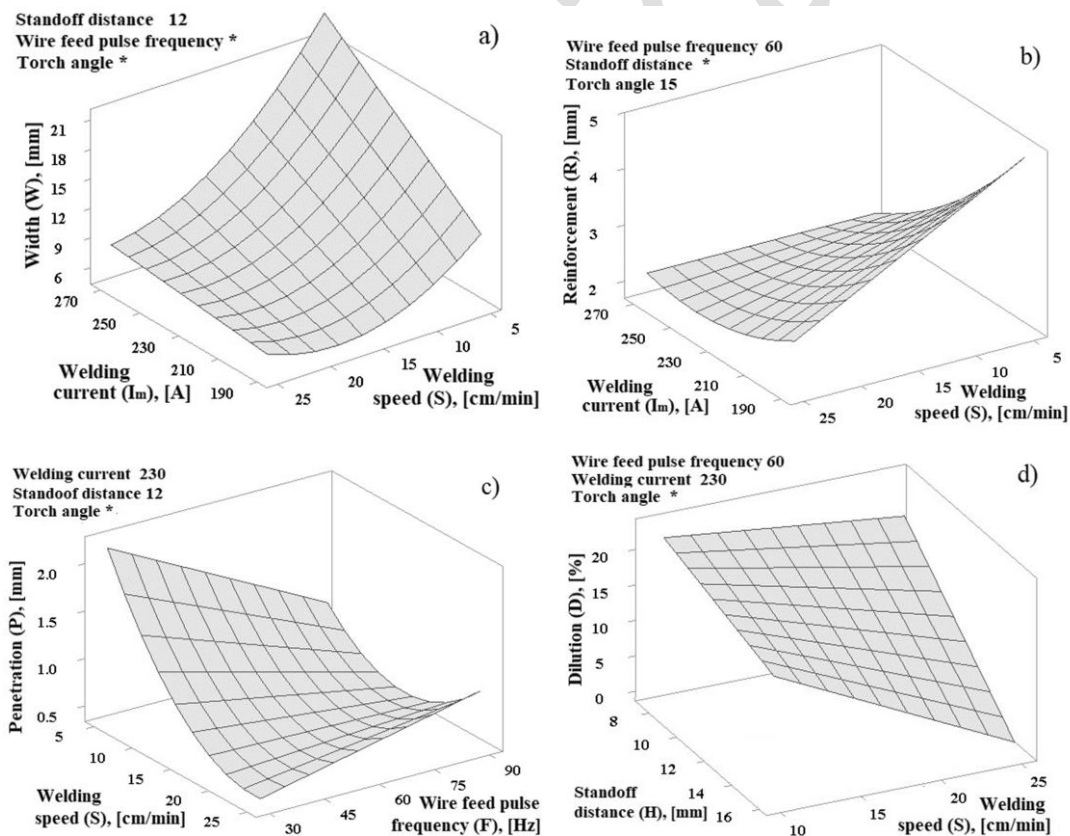 Standoff distance 12
Wire feed pulse frequency *
Torch angle *
a)
Width (W), [mm]
21
18
15
12
9
6
270
250
230
210
190
Welding
current (Im), [A]
25
20
15
10
5
Welding
speed (S), [cm/min]
Wire feed pulse frequency 60
Standoff distance *
Torch angle 15
b)
Reinforcement (R), [mm]
5
4
3
2
270
250
230
210
190
Welding
current (Im), [A]
25
20
15
10
5
Welding
speed (S), [cm/min]
Welding current 230
Standoof distance 12
Torch angle *
c)
Penetration (P), [mm]
2.0
1.5
1.0
0.5
5
10
15
20
25
Welding
speed (S), [cm/min]
30
45
60
75
90
Wire feed pulse
frequency (F), [Hz]
Wire feed pulse frequency 60
Welding current 230
Torch angle *
d)
Dilution (D), [%]
20
15
10
5
0
8
10
12
14
16
Standoff
distance (H), [mm]
10
15
20
25
Welding
speed (S), [cm/min]